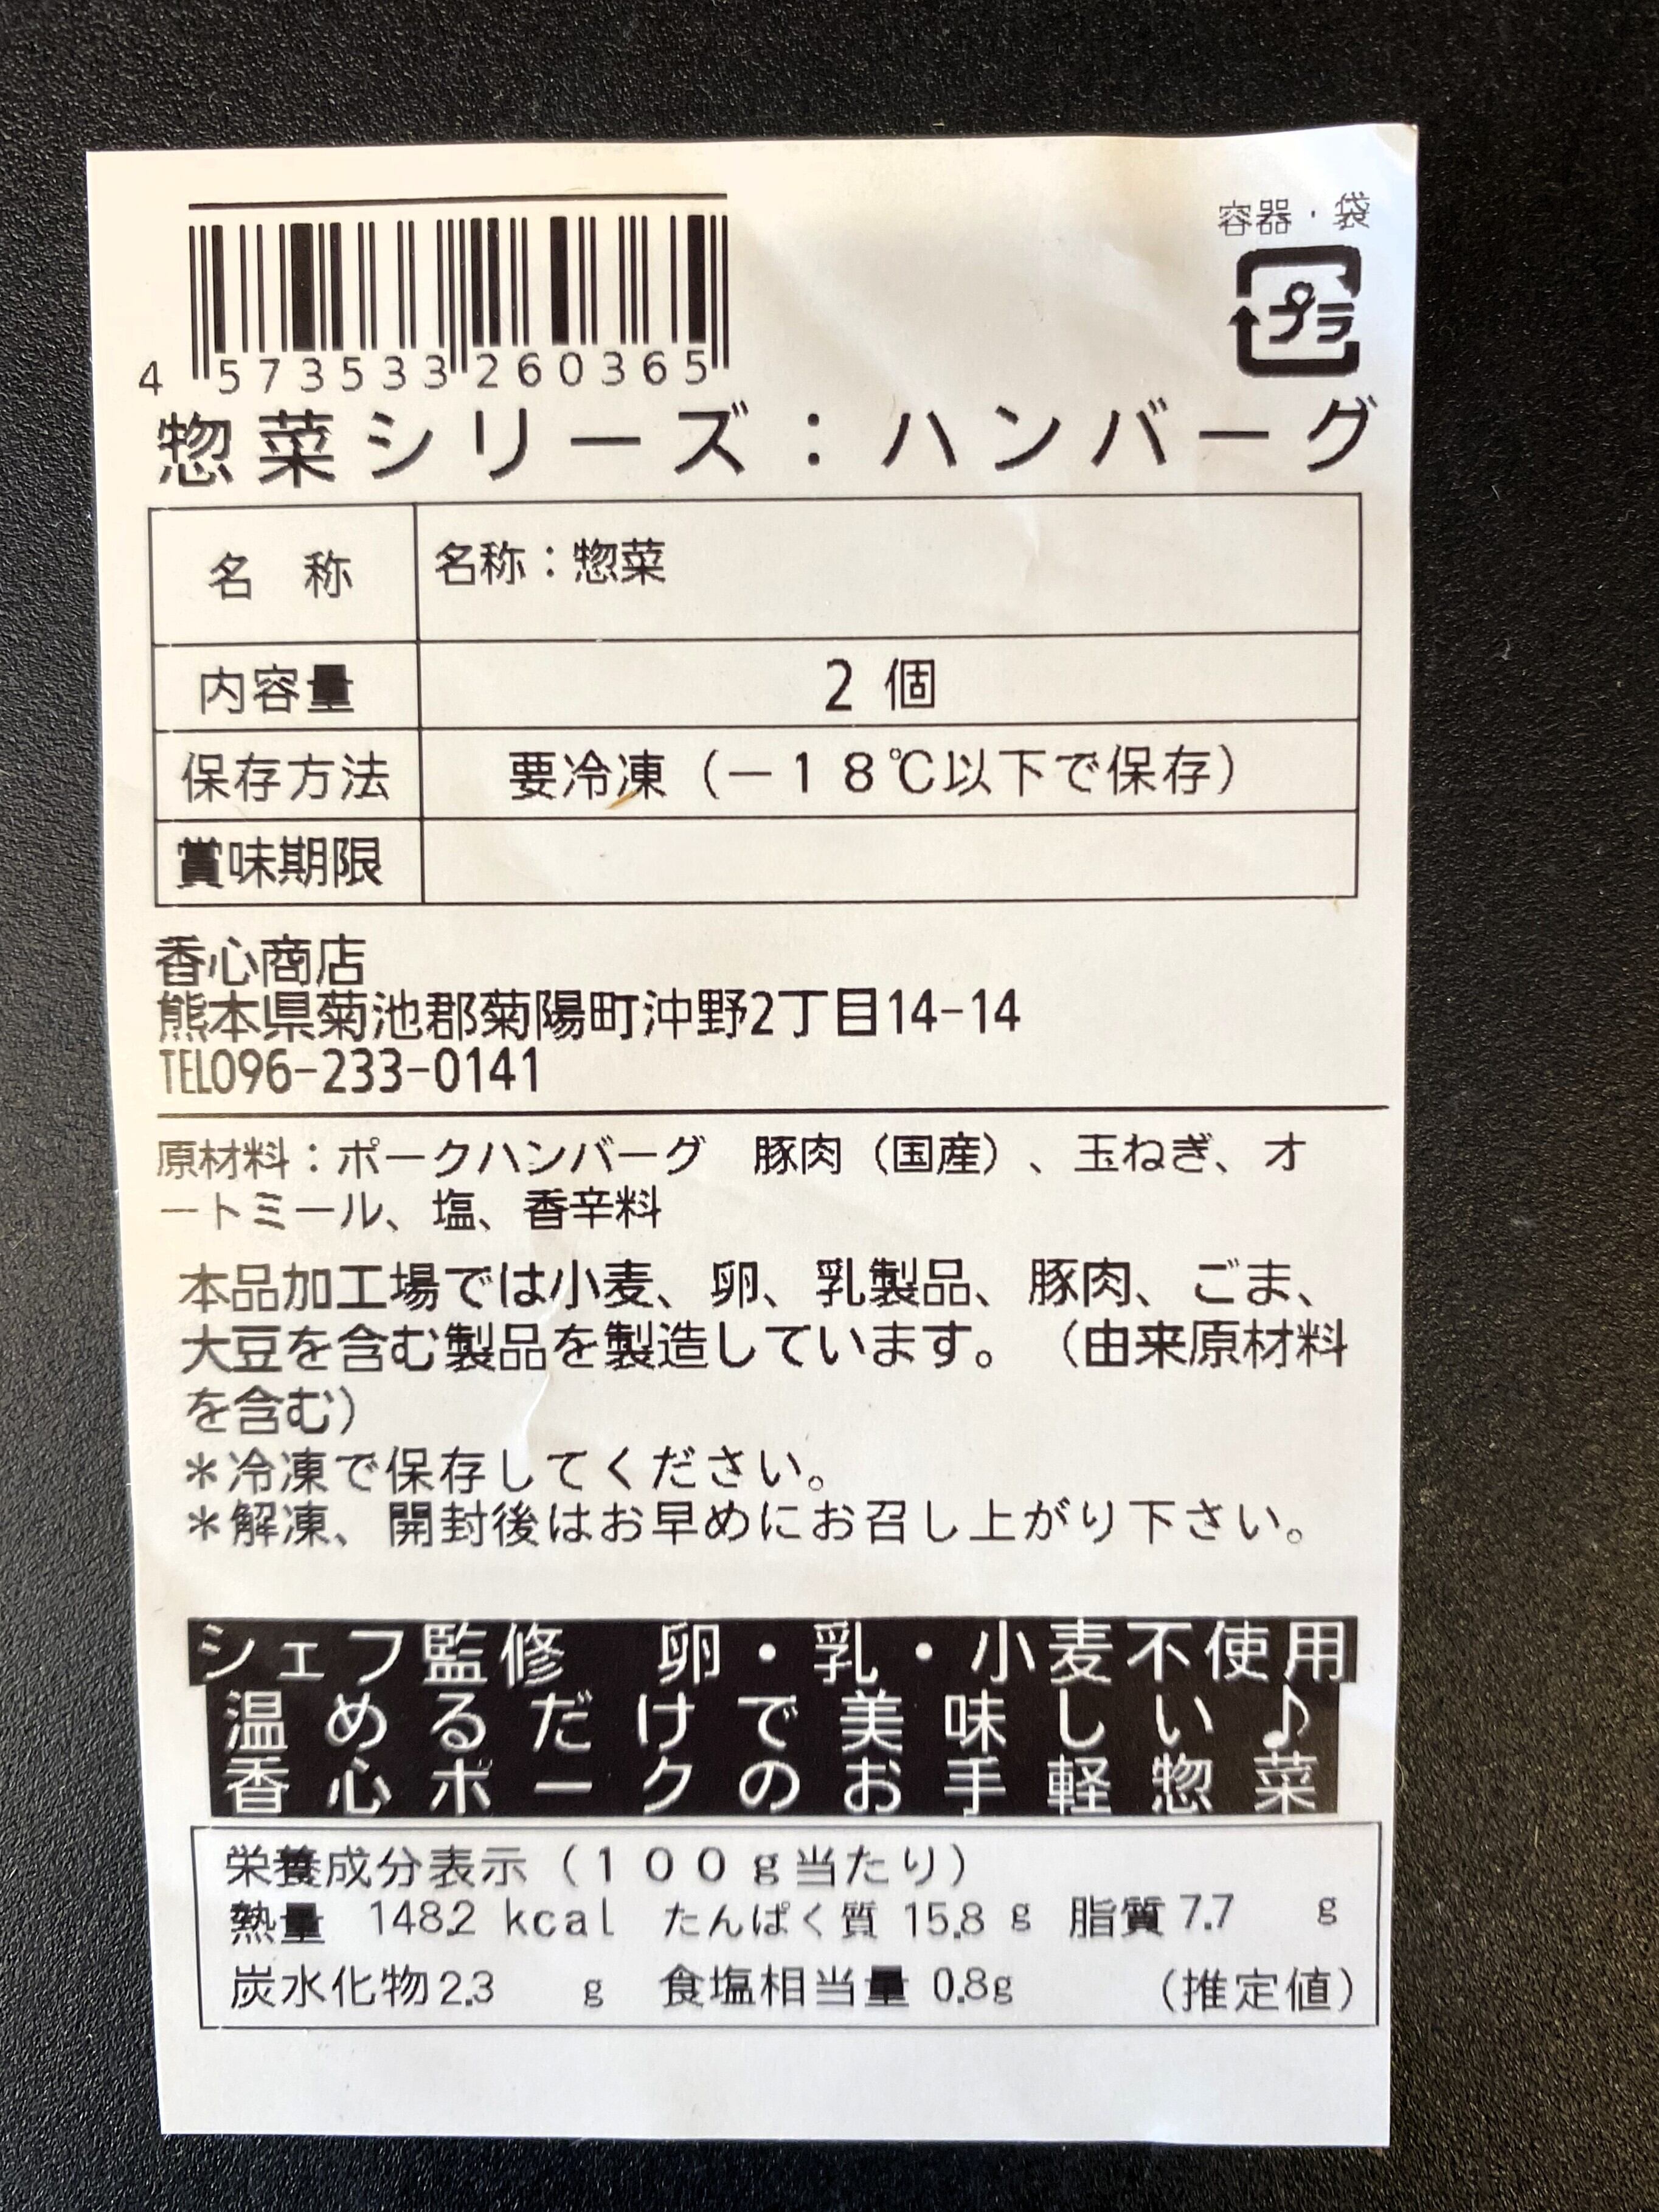 容器・袋
プラ
4 573533 260365
惣菜シリーズ：ハンバーグ
名 称 名称：惣菜
内容量 2 個
保存方法 要冷凍（－１８℃以下で保存）
賞味期限
香心商店
熊本県菊池郡菊陽町沖野2丁目14-14
TEL096-233-0141
原材料：ポークハンバーグ 豚肉（国産）、玉ねぎ、オ
ートミール、塩、香辛料
本品加工場では小麦、卵、乳製品、豚肉、ごま、
大豆を含む製品を製造しています。（由来原材料
を含む）
＊冷凍で保存してください。
＊解凍、開封後はお早めにお召し上がり下さい。
シェフ監修 卵・乳・小麦不使用
温めるだけで美味しい♪
香心ポークのお手軽惣菜
栄養成分表示（１００ｇ当たり）
熱量 148.2 kcal たんぱく質 15.8 g 脂質 7.7 g
炭水化物 2.3 g 食塩相当量 0.8g （推定値）